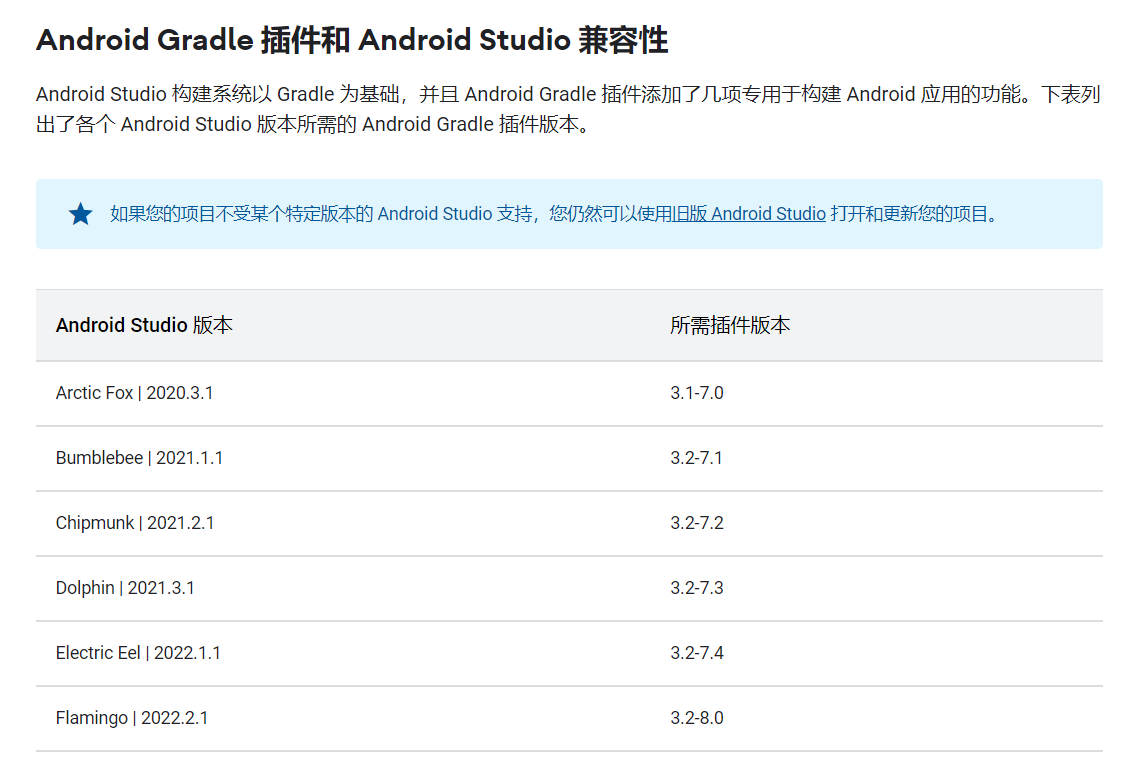 Android Gradle 插件和 Android Studio 兼容性
Android Studio 构建系统以 Gradle 为基础，并且 Android Gradle 插件添加了几项专用于构建 Android 应用的功能。下表列
出了各个 Android Studio 版本所需的 Android Gradle 插件版本。
如果您的项目不受某个特定版本的 Android Studio 支持，您仍然可以使用旧版 Android Studio 打开和更新您的项目。
Android Studio 版本 所需插件版本
Arctic Fox | 2020.3.1 3.1-7.0
Bumblebee | 2021.1.1 3.2-7.1
Chipmunk | 2021.2.1 3.2-7.2
Dolphin | 2021.3.1 3.2-7.3
Electric Eel | 2022.1.1 3.2-7.4
Flamingo | 2022.2.1 3.2-8.0